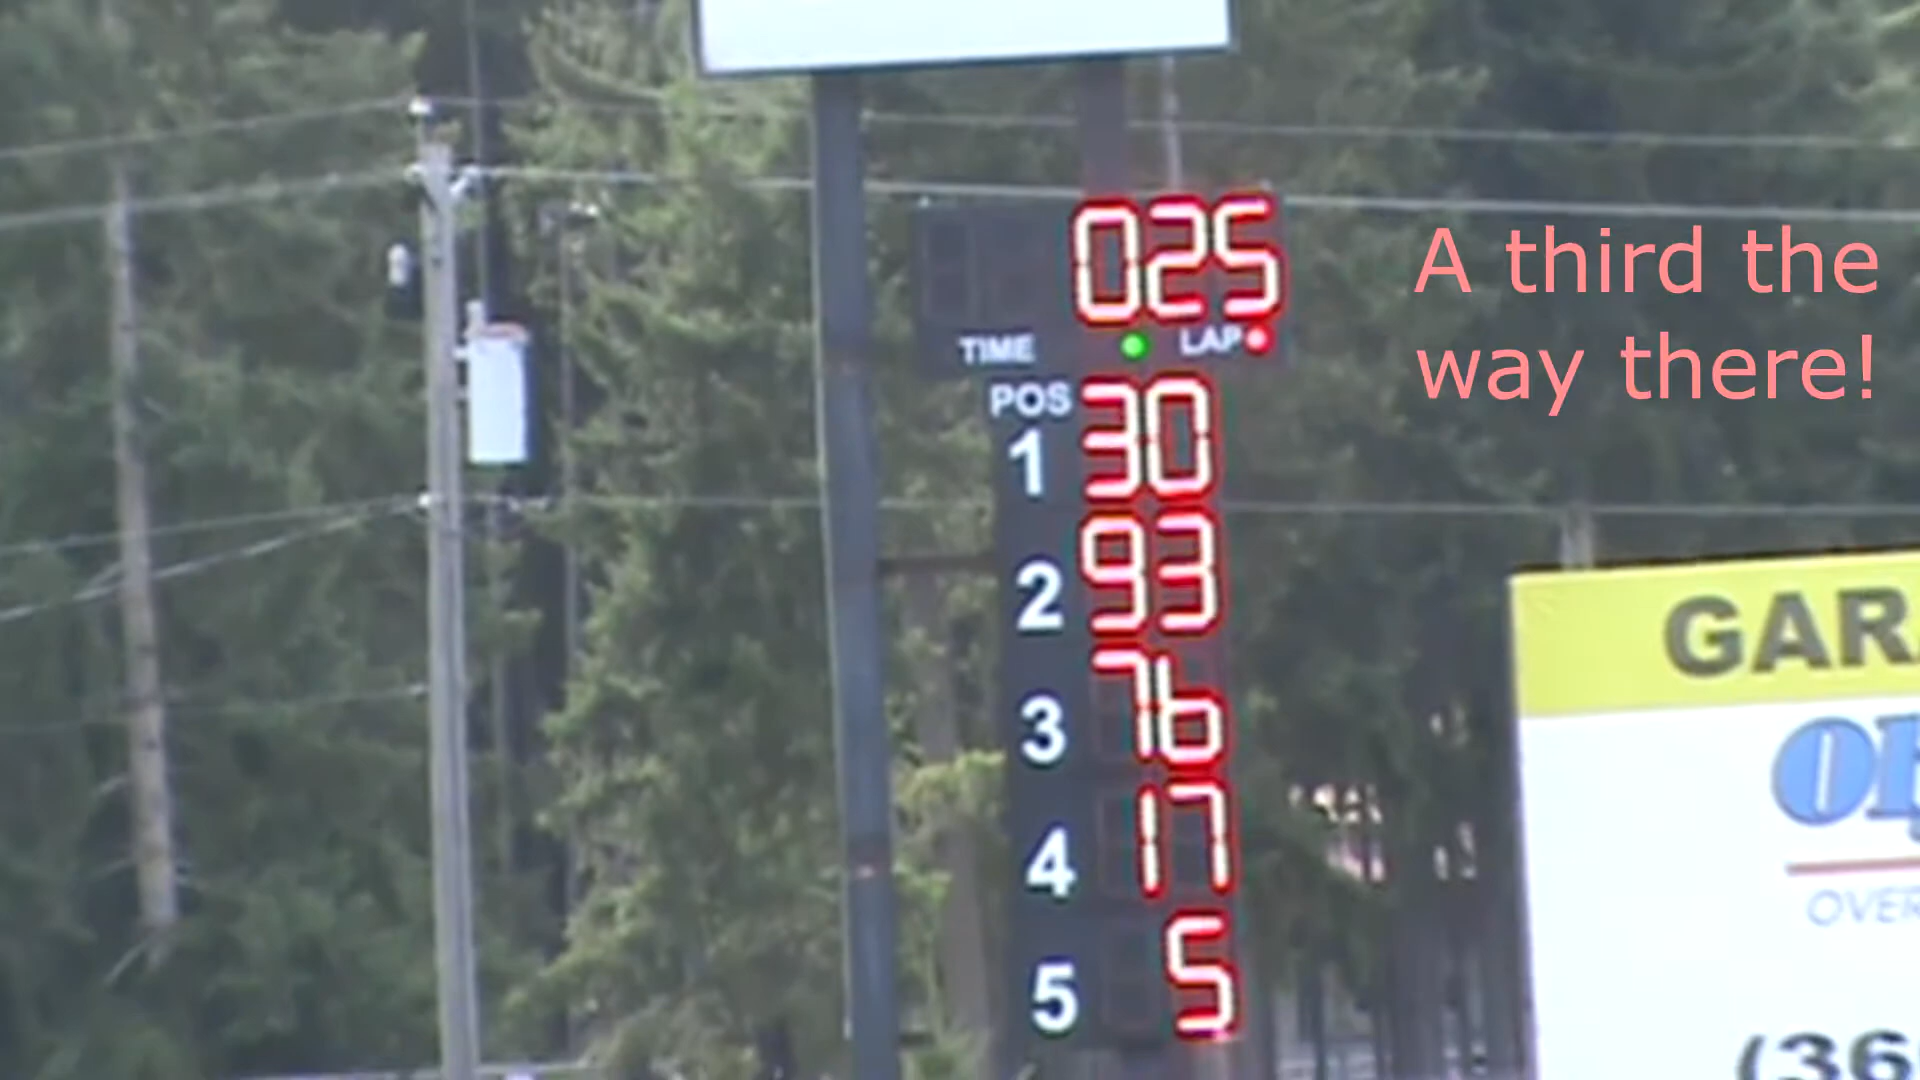 025
A third the
way there!
TIME LAP
POS
1 30
2 93
3 76
4 17
5 5
GAR
OVER
(36